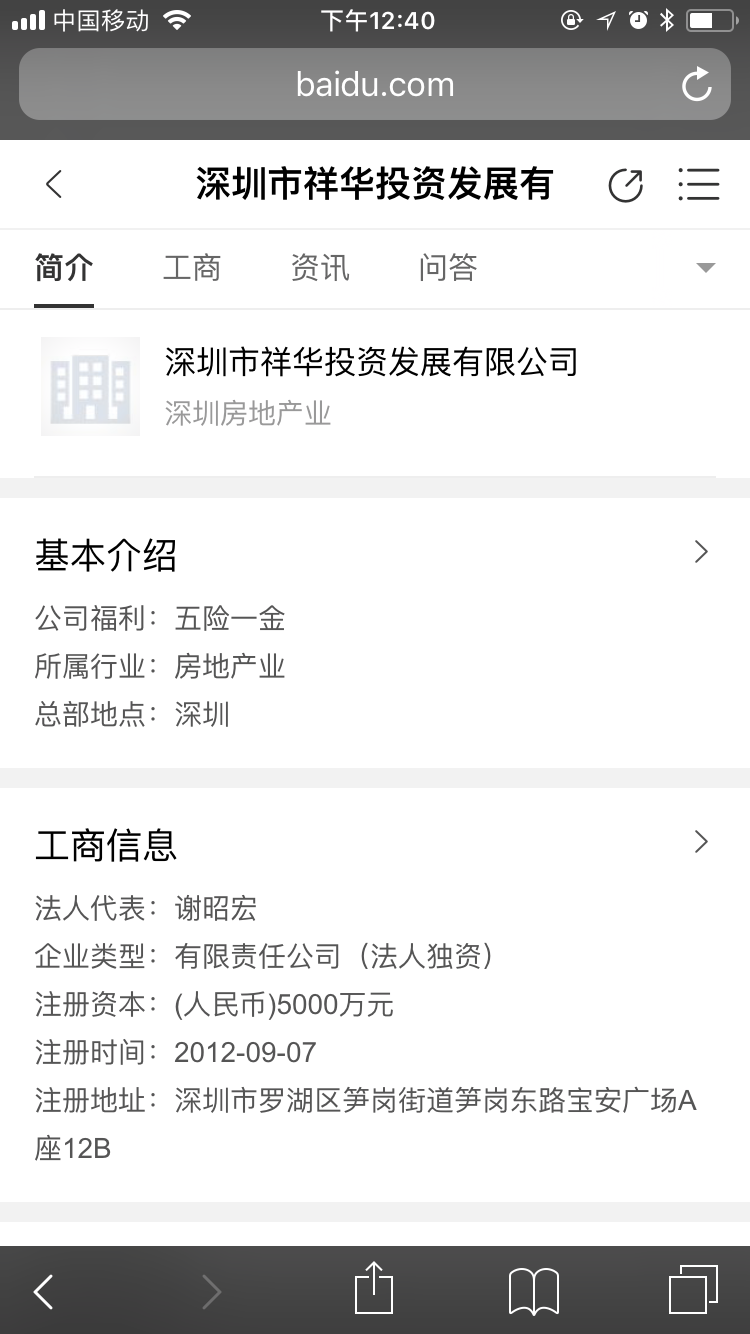 中国移动 下午12:40
baidu.com
深圳市祥华投资发展有
简介 工商 资讯 问答
深圳市祥华投资发展有限公司
深圳房地产业
基本介绍
公司福利：五险一金
所属行业：房地产业
总部地点：深圳
工商信息
法人代表：谢昭宏
企业类型：有限责任公司（法人独资）
注册资本：(人民币)5000万元
注册时间：2012-09-07
注册地址：深圳市罗湖区笋岗街道笋岗东路宝安广场A
座12B